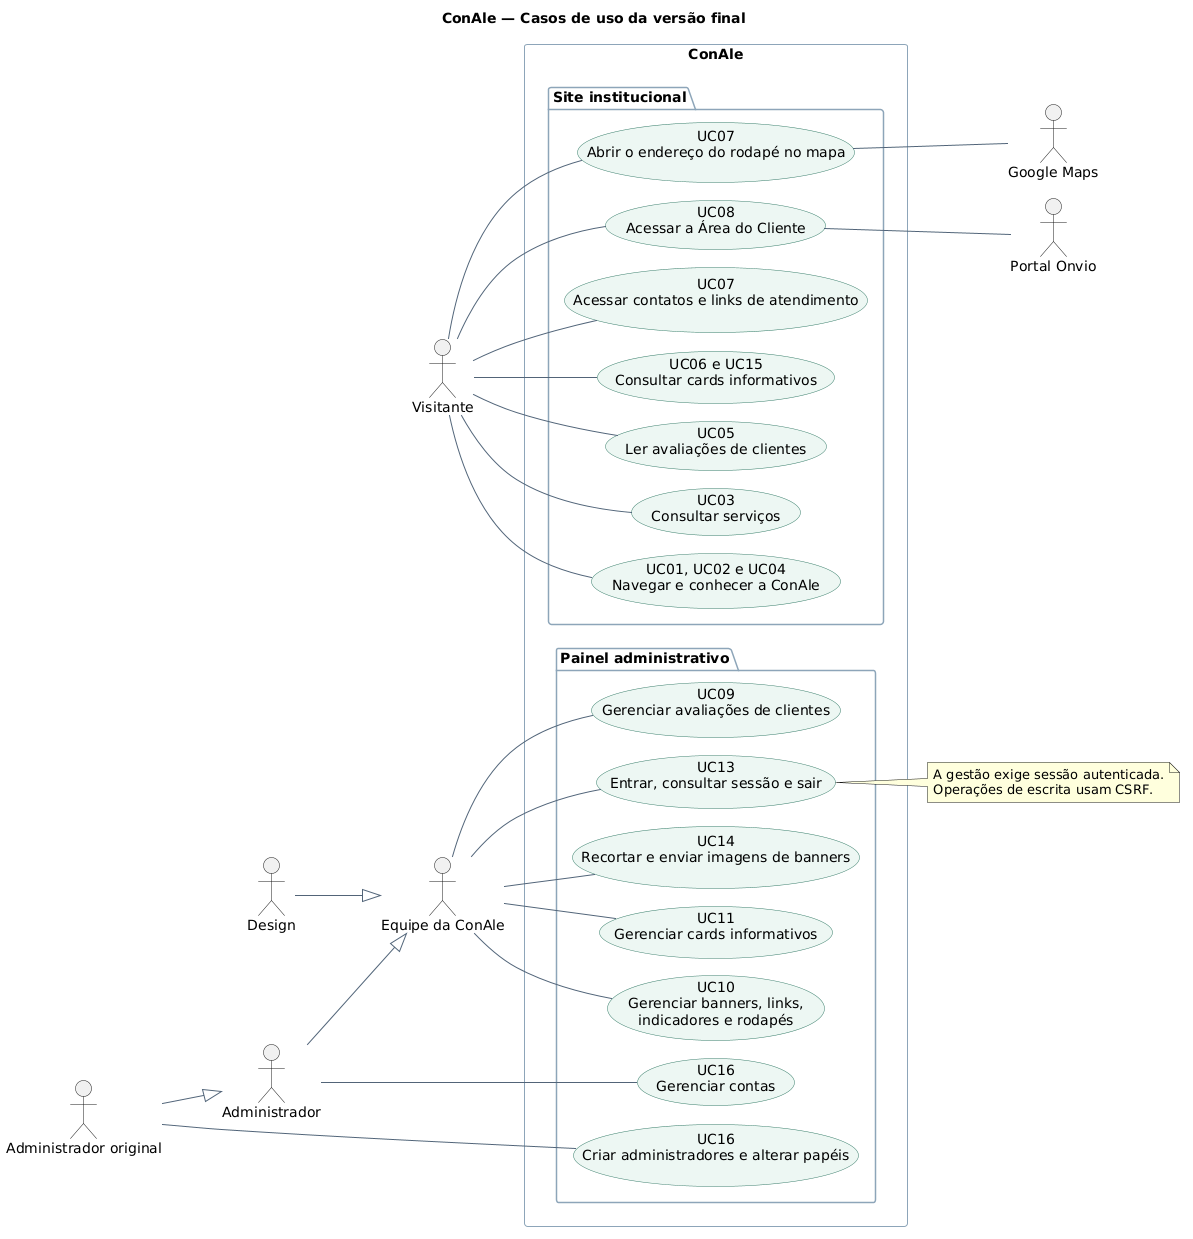 ConAle — Casos de uso da versão final
ConAle
Site institucional
UC07
Abrir o endereço do rodapé no mapa
Google Maps
UC08
Acessar a Área do Cliente
Portal Onvio
UC07
Acessar contatos e links de atendimento
UC06 e UC15
Consultar cards informativos
Visitante
UC05
Ler avaliações de clientes
UC03
Consultar serviços
UC01, UC02 e UC04
Navegar e conhecer a ConAle
Painel administrativo
UC09
Gerenciar avaliações de clientes
UC13
Entrar, consultar sessão e sair
A gestão exige sessão autenticada.
Operações de escrita usam CSRF.
UC14
Recortar e enviar imagens de banners
Design
Equipe da ConAle
UC11
Gerenciar cards informativos
UC10
Gerenciar banners, links,
indicadores e rodapés
UC16
Gerenciar contas
Administrador
Administrador original
UC16
Criar administradores e alterar papéis